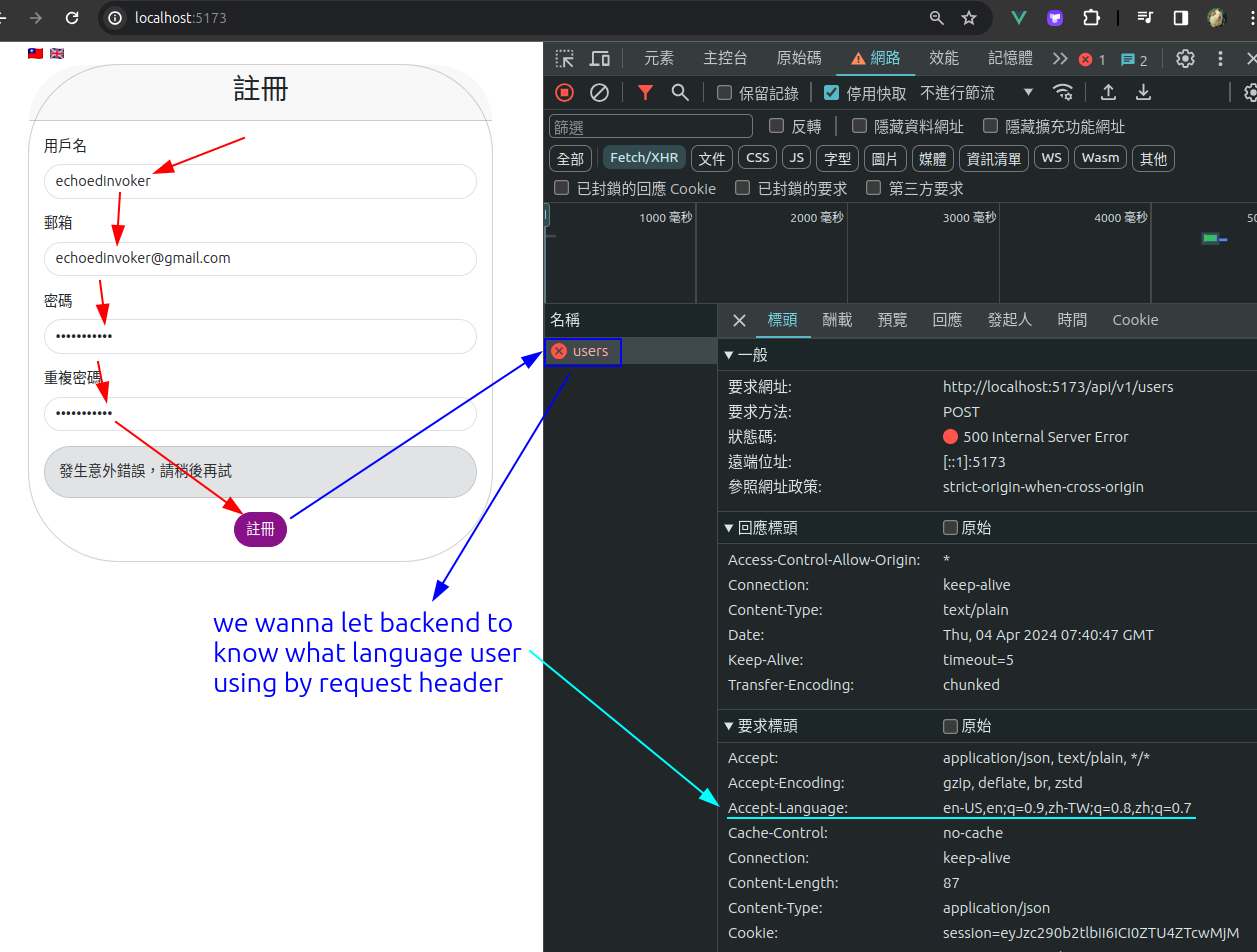 localhost:5173
註冊
用戶名
echoedinvoker
郵箱
echoedinvoker@gmail.com
密碼
•••••••••••
重複密碼
•••••••••••
發生意外錯誤，請稍後再試
註冊
we wanna let backend to
know what language user
using by request header
元素 主控台 原始碼 網路 效能 記憶體 1 2
保留記錄 停用快取 不進行節流
篩選 反轉 隱藏資料網址 隱藏擴充功能網址
全部 Fetch/XHR 文件 CSS JS 字型 圖片 媒體 資訊清單 WS Wasm 其他
已封鎖的回應 Cookie 已封鎖的要求 第三方要求
1000 毫秒 2000 毫秒 3000 毫秒 4000 毫秒 50
名稱
users
標頭 酬載 預覽 回應 發起人 時間 Cookie
一般
要求網址: http://localhost:5173/api/v1/users
要求方法: POST
狀態碼: 500 Internal Server Error
遠端位址: [::1]:5173
參照網址政策: strict-origin-when-cross-origin
回應標頭 原始
Access-Control-Allow-Origin: *
Connection: keep-alive
Content-Type: text/plain
Date: Thu, 04 Apr 2024 07:40:47 GMT
Keep-Alive: timeout=5
Transfer-Encoding: chunked
要求標頭 原始
Accept: application/json, text/plain, */*
Accept-Encoding: gzip, deflate, br, zstd
Accept-Language: en-US,en;q=0.9,zh-TW;q=0.8,zh;q=0.7
Cache-Control: no-cache
Connection: keep-alive
Content-Length: 87
Content-Type: application/json
Cookie: